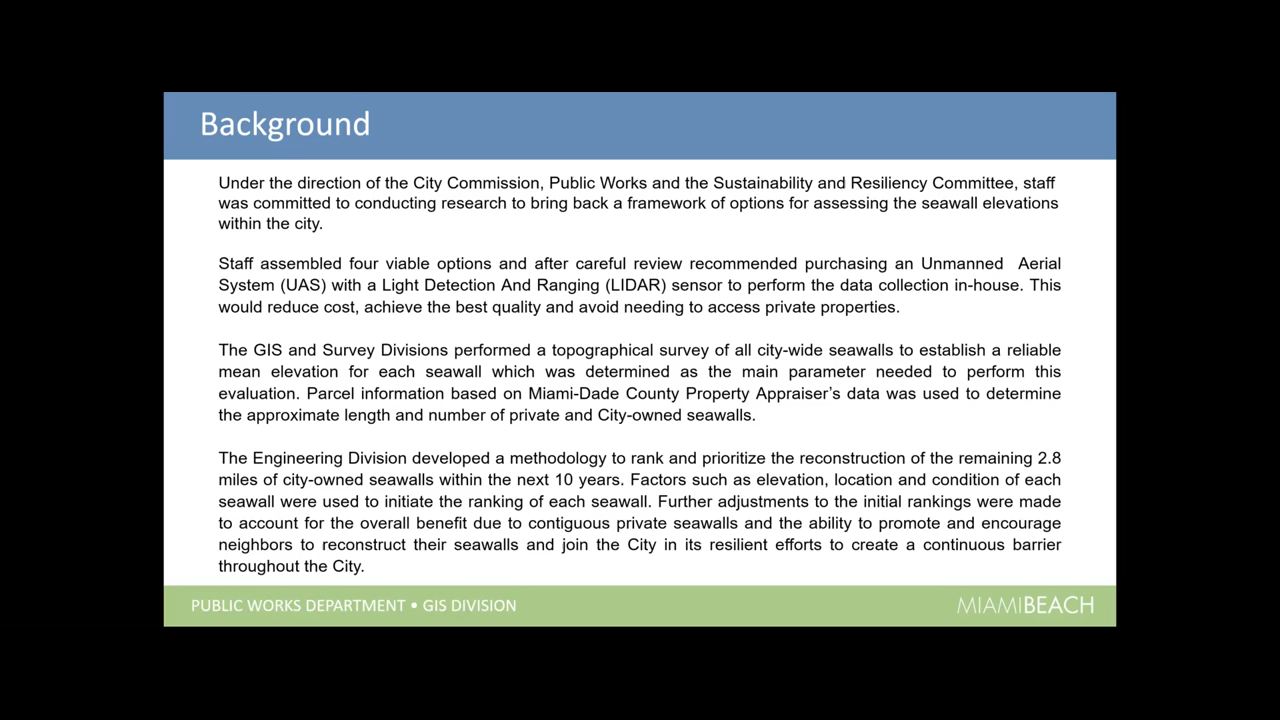 Background
Under the direction of the City Commission, Public Works and the Sustainability and Resiliency Committee, staff
was committed to conducting research to bring back a framework of options for assessing the seawall elevations
within the city.
Staff assembled four viable options and after careful review recommended purchasing an Unmanned Aerial
System (UAS) with a Light Detection And Ranging (LIDAR) sensor to perform the data collection in-house. This
would reduce cost, achieve the best quality and avoid needing to access private properties.
The GIS and Survey Divisions performed a topographical survey of all city-wide seawalls to establish a reliable
mean elevation for each seawall which was determined as the main parameter needed to perform this
evaluation. Parcel information based on Miami-Dade County Property Appraiser’s data was used to determine
the approximate length and number of private and City-owned seawalls.
The Engineering Division developed a methodology to rank and prioritize the reconstruction of the remaining 2.8
miles of city-owned seawalls within the next 10 years. Factors such as elevation, location and condition of each
seawall were used to initiate the ranking of each seawall. Further adjustments to the initial rankings were made
to account for the overall benefit due to contiguous private seawalls and the ability to promote and encourage
neighbors to reconstruct their seawalls and join the City in its resilient efforts to create a continuous barrier
throughout the City.
PUBLIC WORKS DEPARTMENT • GIS DIVISION
MIAMIBEACH